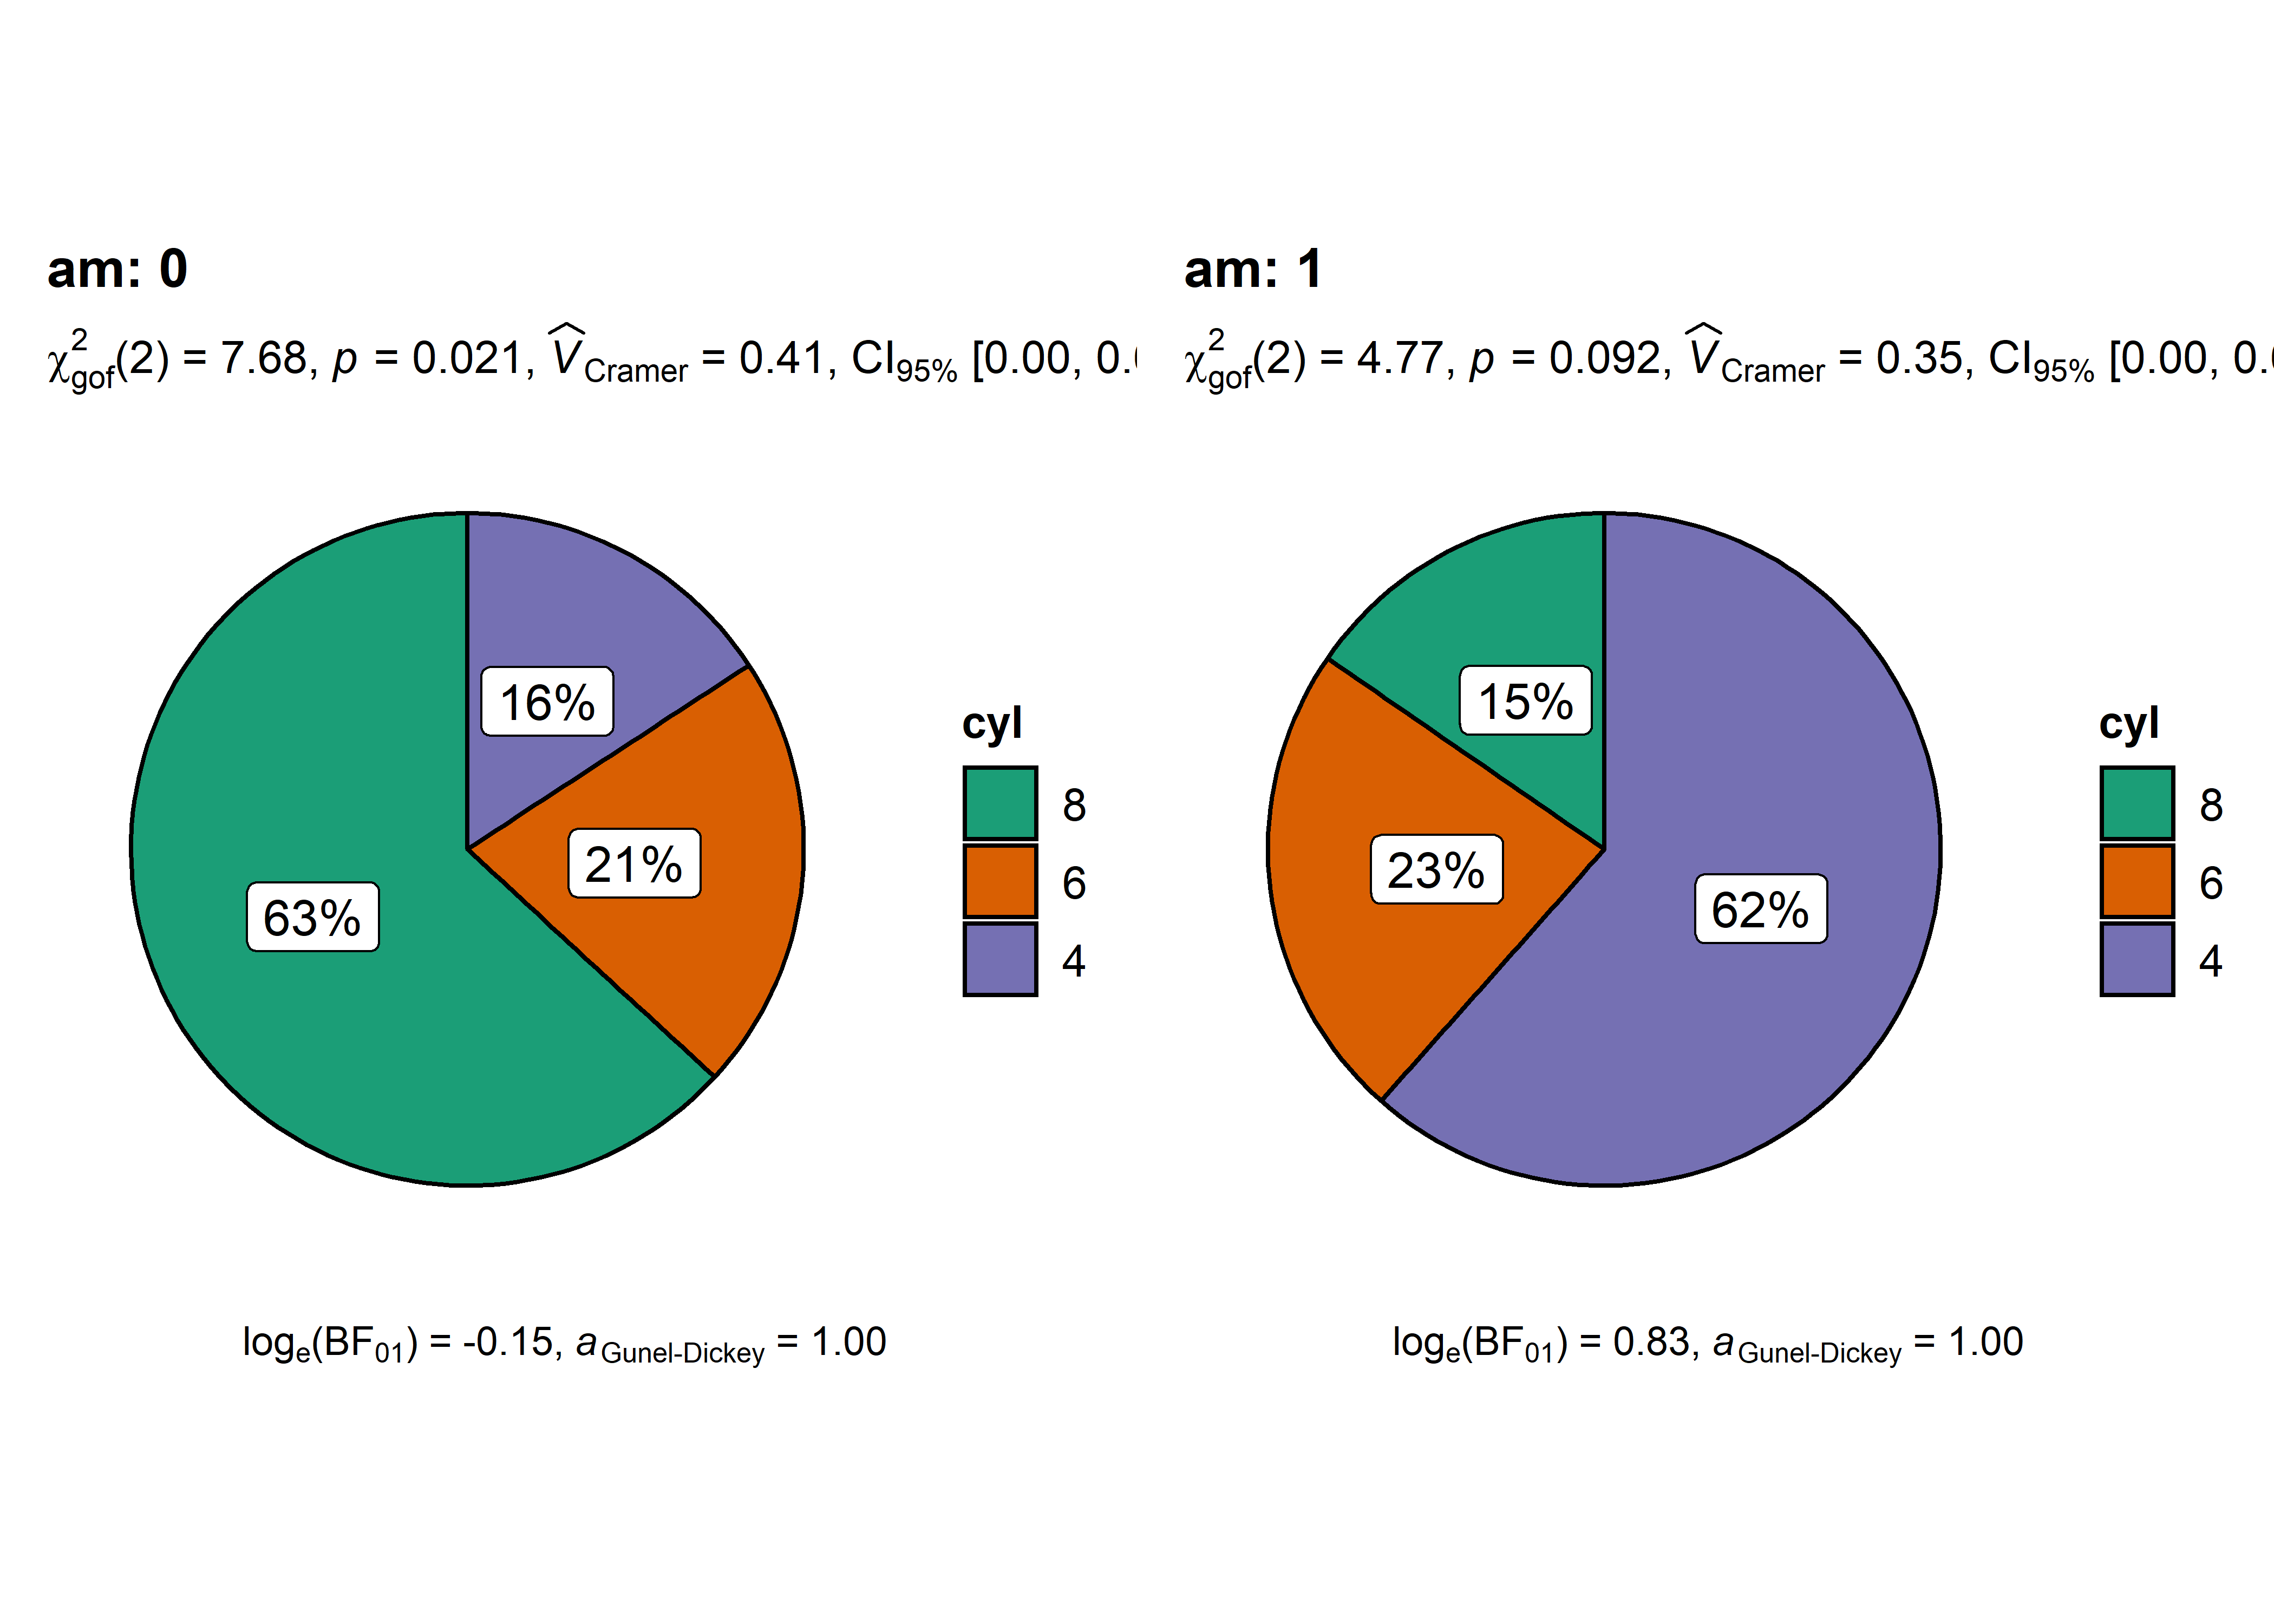 am: 0
χ²gof(2) = 7.68, p = 0.021, V̂Cramer = 0.41, CI95% [0.00,
16%
21%
63%
cyl
8
6
4
loge(BF01) = -0.15, aGunel-Dickey = 1.00
am: 1
χ²gof(2) = 4.77, p = 0.092, V̂Cramer = 0.35, CI95% [0.00,
15%
23%
62%
cyl
8
6
4
loge(BF01) = 0.83, aGunel-Dickey = 1.00